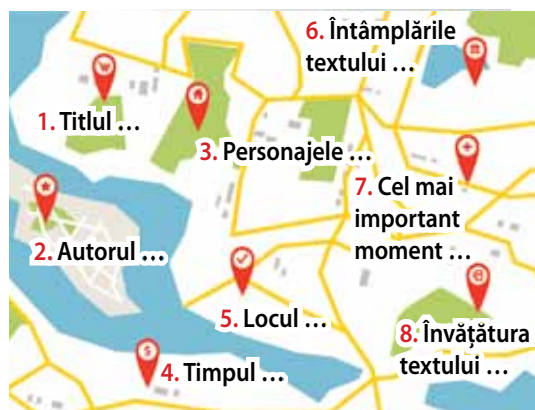 1. Titlul ...
2. Autorul ...
3. Personajele ...
4. Timpul ...
5. Locul ...
6. Întâmplările
textului ...
7. Cel mai
important
moment ...
8. Învățătura
textului ...